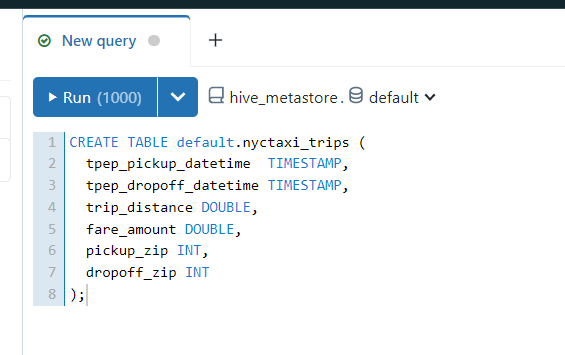 New query
Run (1000)
hive_metastore. default
1 CREATE TABLE default.nyctaxi_trips (
2 tpep_pickup_datetime  TIMESTAMP,
3 tpep_dropoff_datetime TIMESTAMP,
4 trip_distance DOUBLE,
5 fare_amount DOUBLE,
6 pickup_zip INT,
7 dropoff_zip INT
8 );